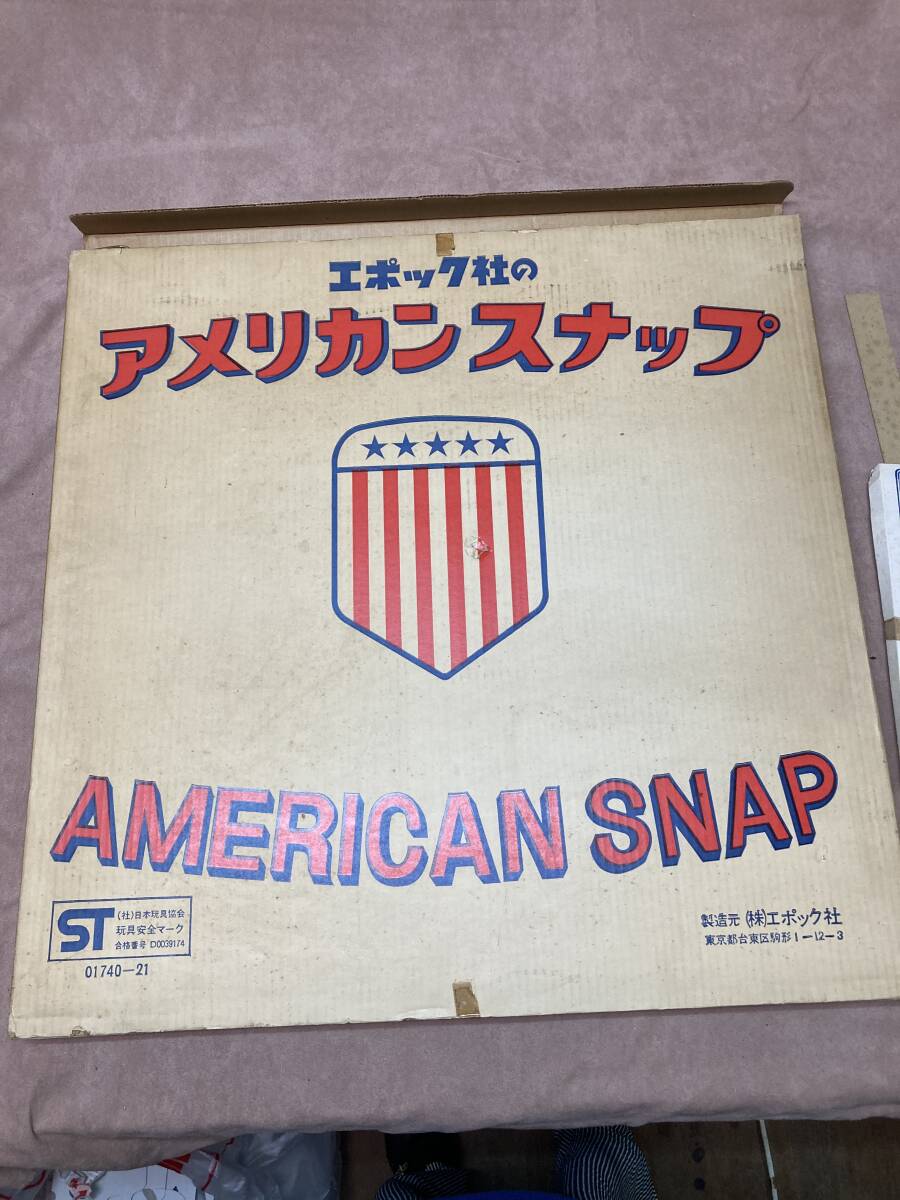 エポック社の
アメリカンスナップ
AMERICAN SNAP
ST
(社)日本玩具協会
玩具安全マーク
合格番号 D0039174
01740-21
製造元 (株)エポック社
東京都台東区駒形1-12-3